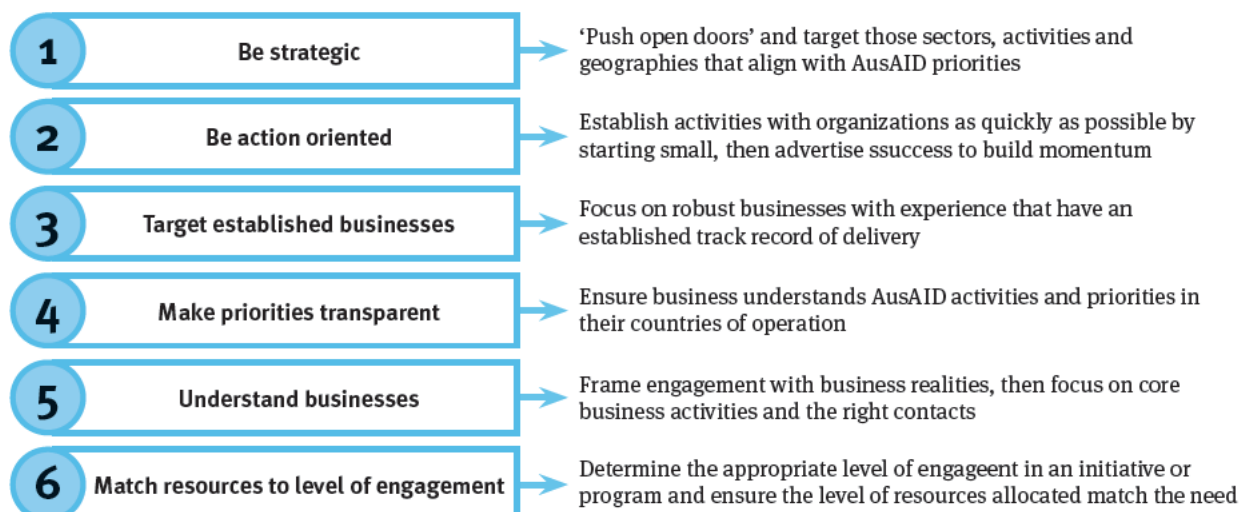 1
Be strategic
‘Push open doors’ and target those sectors, activities and
geographies that align with AusAID priorities
2
Be action oriented
Establish activities with organizations as quickly as possible by
starting small, then advertise ssuccess to build momentum
3
Target established businesses
Focus on robust businesses with experience that have an
established track record of delivery
4
Make priorities transparent
Ensure business understands AusAID activities and priorities in
their countries of operation
5
Understand businesses
Frame engagement with business realities, then focus on core
business activities and the right contacts
6
Match resources to level of engagement
Determine the appropriate level of engageent in an initiative or
program and ensure the level of resources allocated match the need